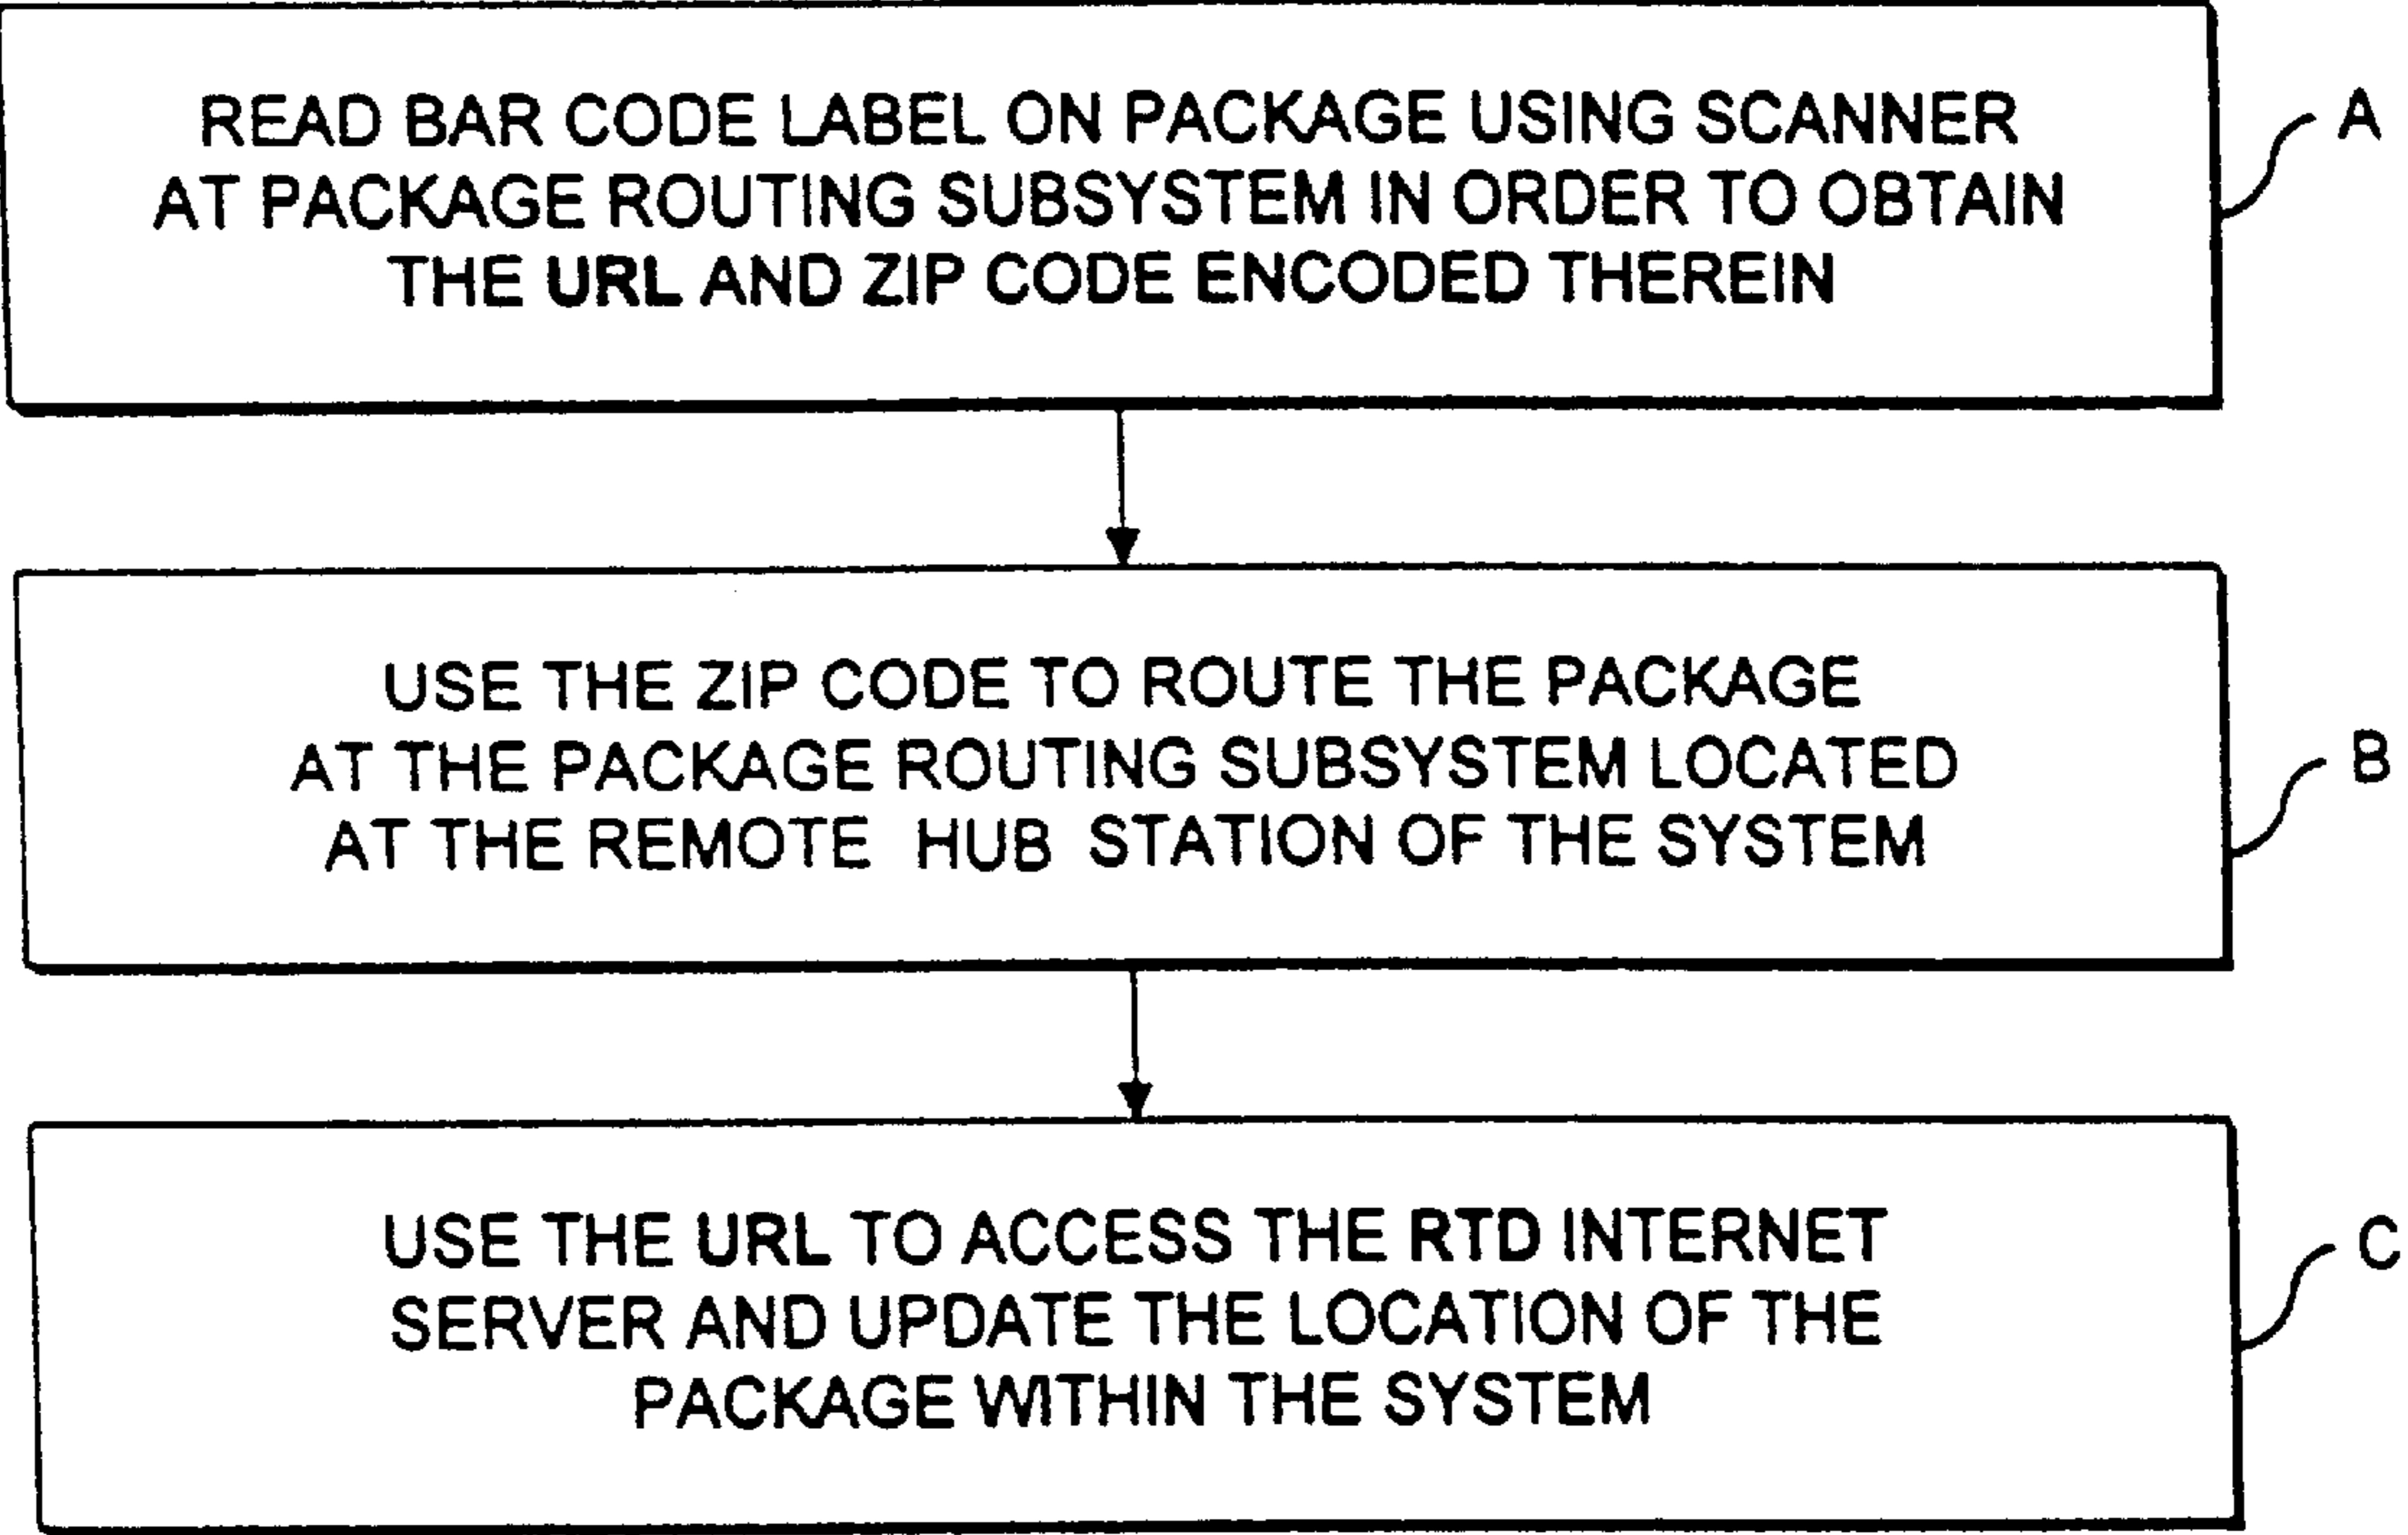 READ BAR CODE LABEL ON PACKAGE USING SCANNER
AT PACKAGE ROUTING SUBSYSTEM IN ORDER TO OBTAIN
THE URL AND ZIP CODE ENCODED THEREIN
A
USE THE ZIP CODE TO ROUTE THE PACKAGE
AT THE PACKAGE ROUTING SUBSYSTEM LOCATED
AT THE REMOTE HUB STATION OF THE SYSTEM
B
USE THE URL TO ACCESS THE RTD INTERNET
SERVER AND UPDATE THE LOCATION OF THE
PACKAGE WITHIN THE SYSTEM
C